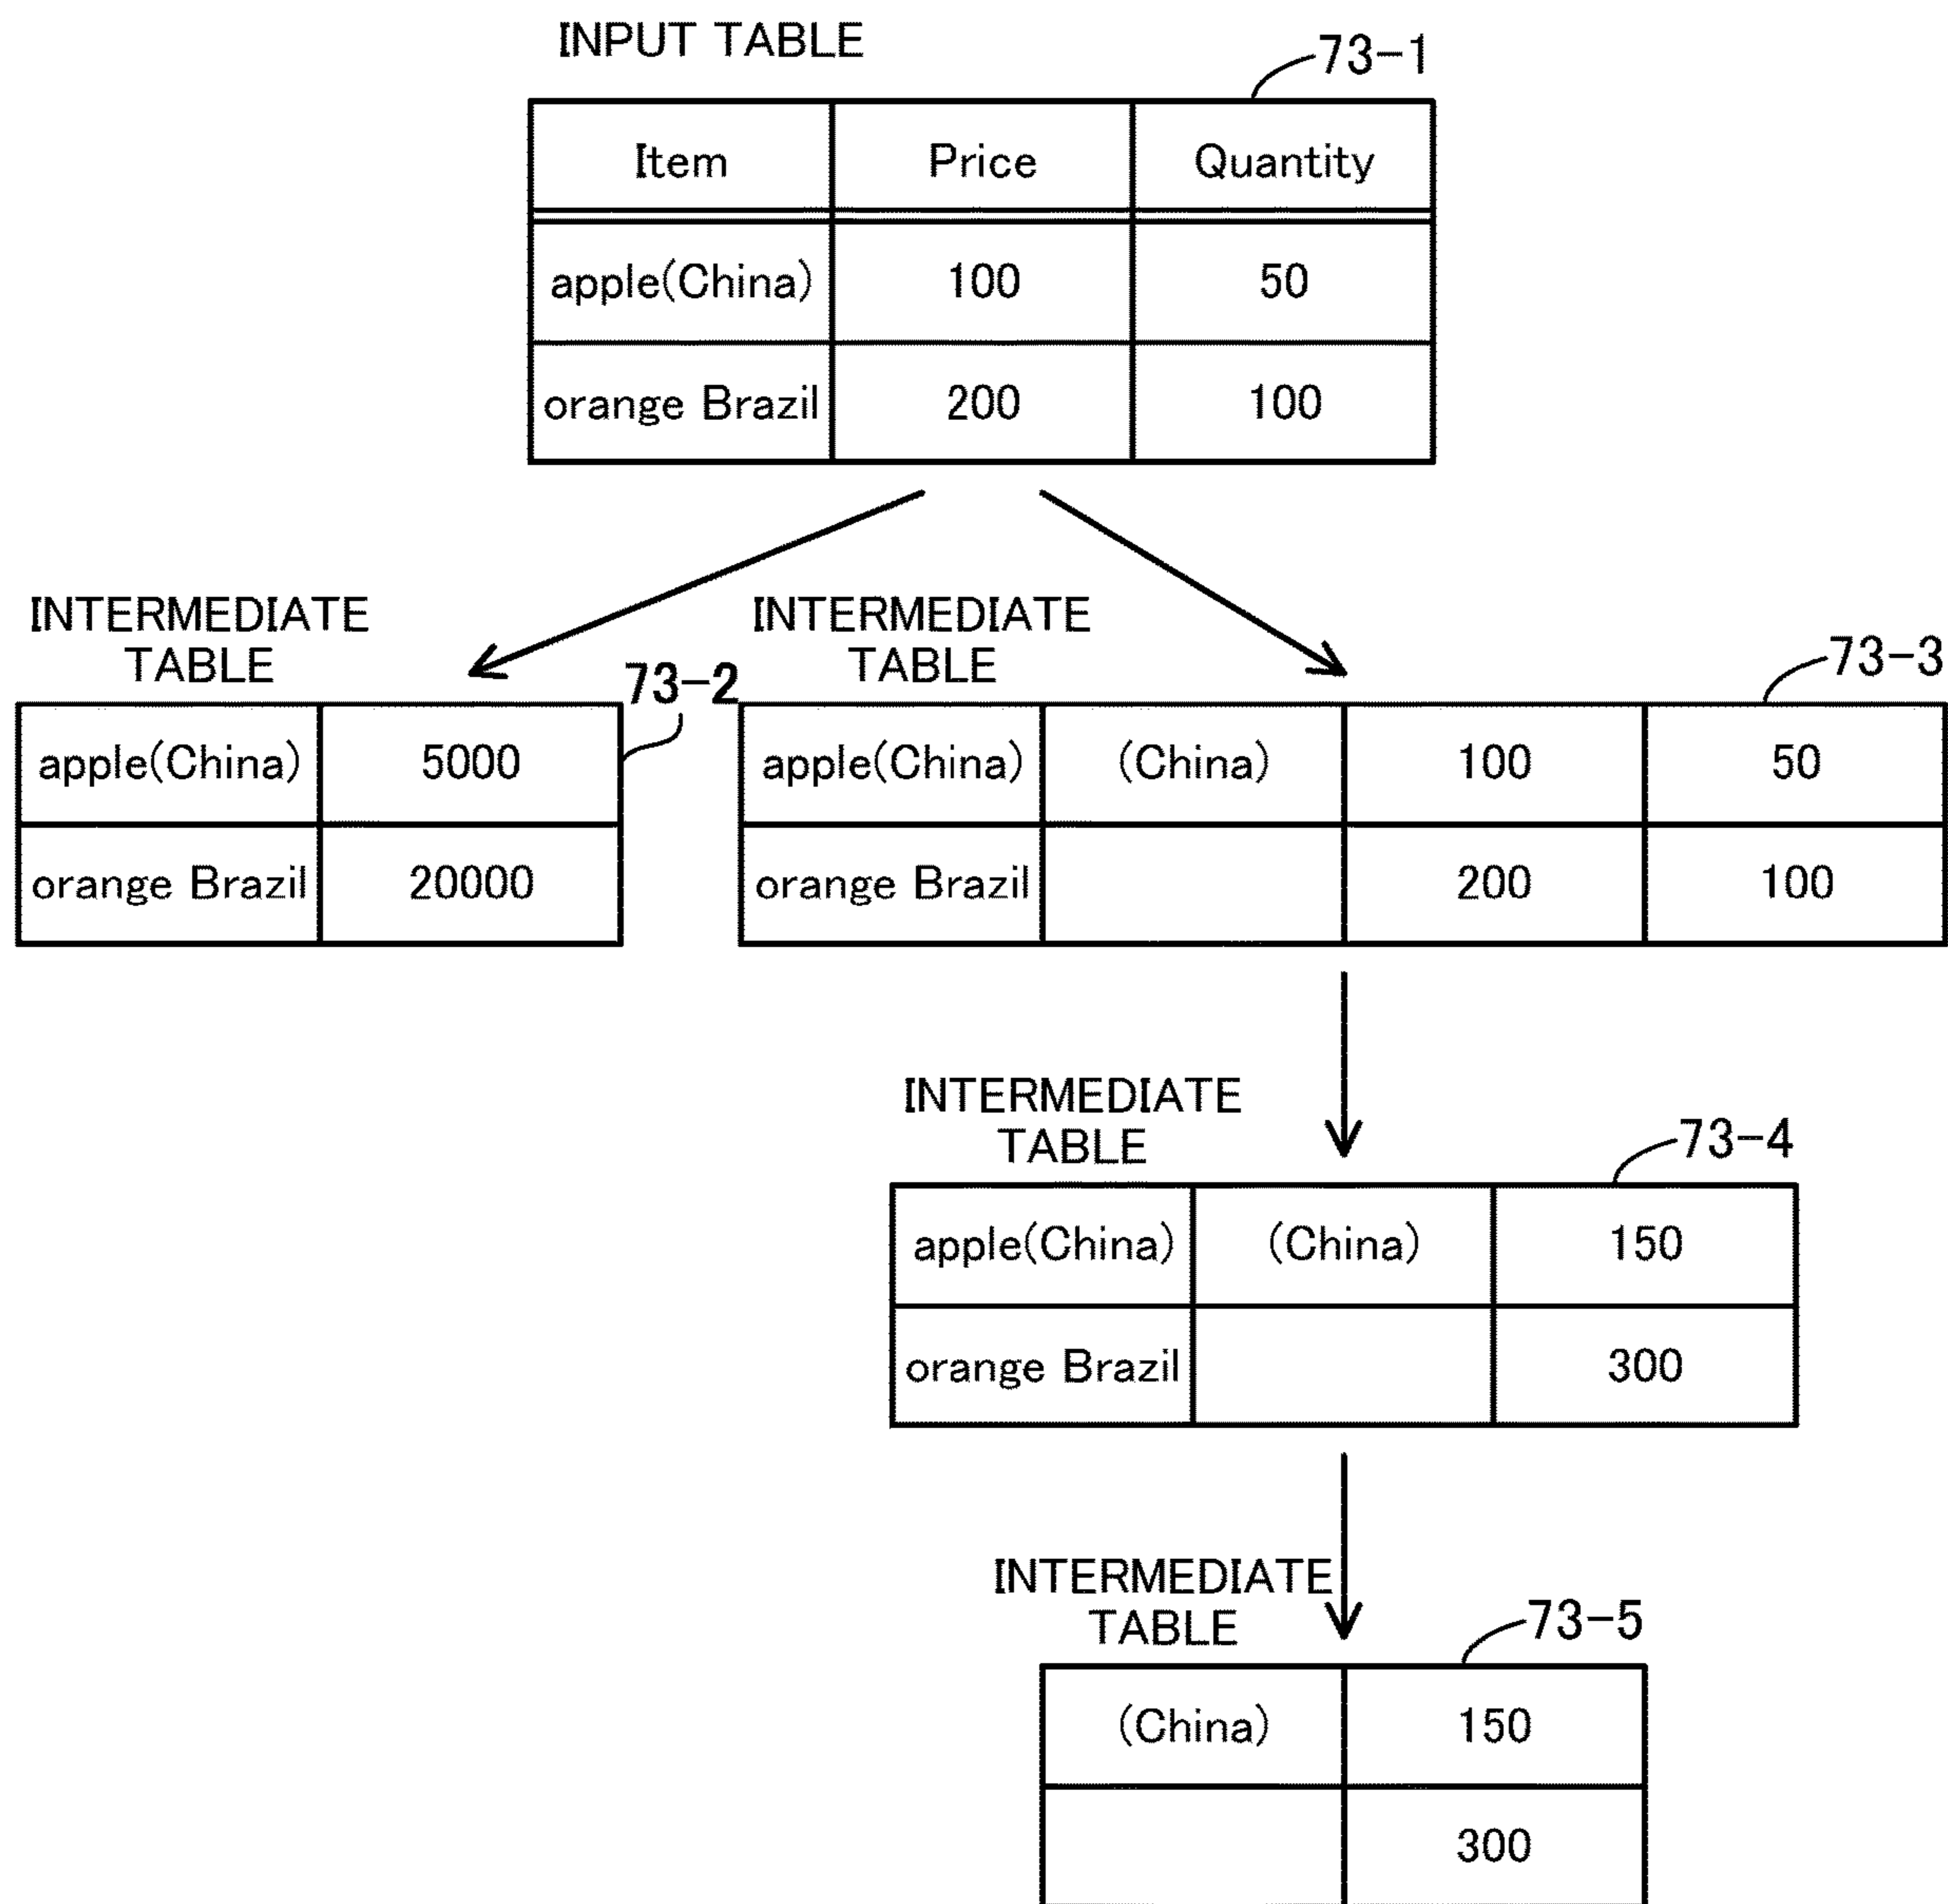 INPUT TABLE
73-1
Item Price Quantity
apple(China) 100 50
orange Brazil 200 100
INTERMEDIATE
TABLE
73-2
apple(China) 5000
orange Brazil 20000
INTERMEDIATE
TABLE
73-3
apple(China) (China) 100 50
orange Brazil 200 100
INTERMEDIATE
TABLE
73-4
apple(China) (China) 150
orange Brazil 300
INTERMEDIATE
TABLE
73-5
(China) 150
300